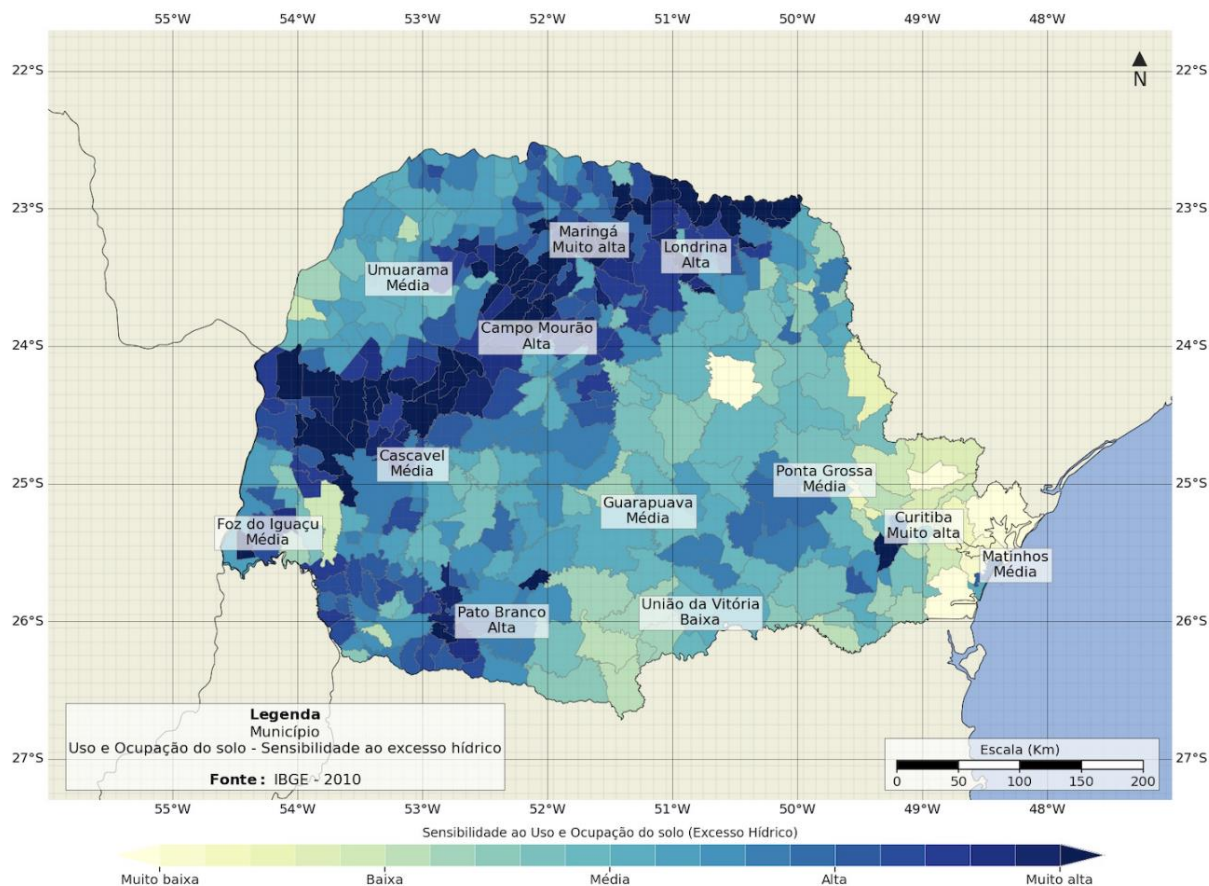 55°W 54°W 53°W 52°W 51°W 50°W 49°W 48°W
22°S 22°S
N
23°S 23°S
Maringá
Muito alta
Londrina
Alta
Umuarama
Média
Campo Mourão
Alta
24°S 24°S
Cascavel
Média
Ponta Grossa
Média
25°S 25°S
Guarapuava
Média
Foz do Iguaçu
Média
Curitiba
Muito alta
Matinhos
Média
Pato Branco
Alta
União da Vitória
Baixa
26°S 26°S
Legenda
Município
Uso e Ocupação do solo - Sensibilidade ao excesso hídrico
Fonte: IBGE - 2010
27°S 27°S
Escala (Km)
0 50 100 150 200
55°W 54°W 53°W 52°W 51°W 50°W 49°W 48°W
Sensibilidade ao Uso e Ocupação do solo (Excesso Hídrico)
Muito baixa Baixa Média Alta Muito alta